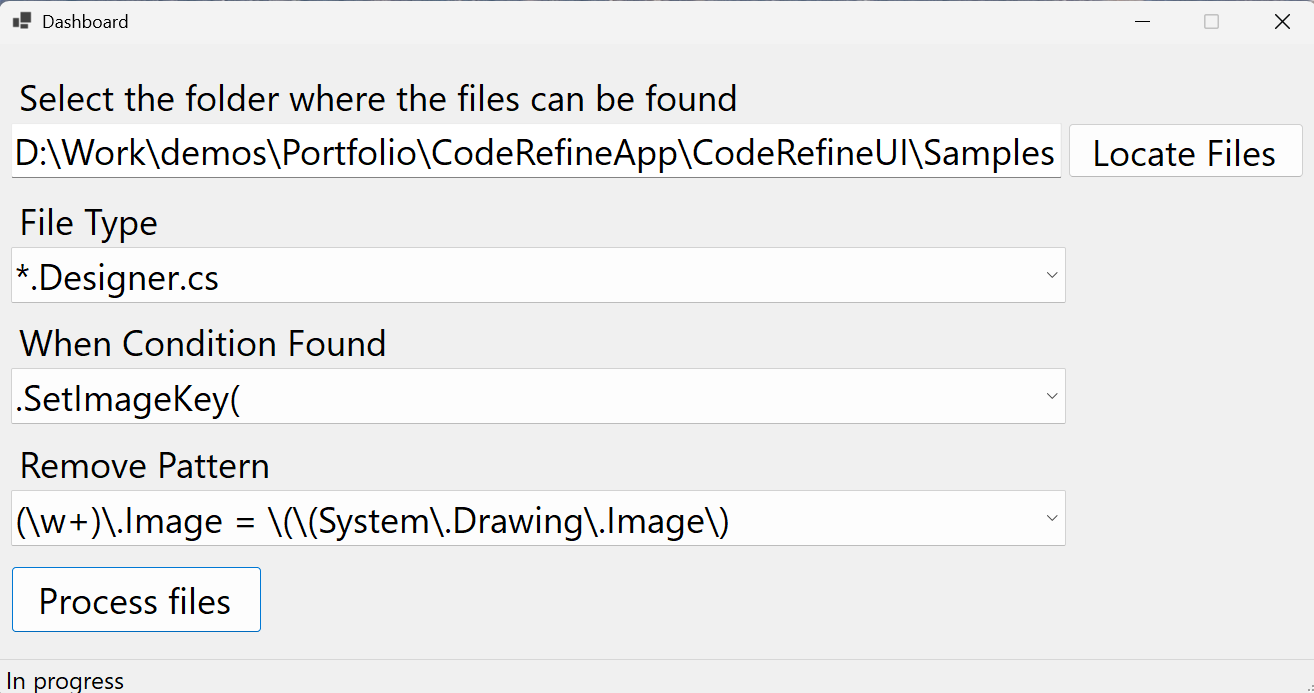 Dashboard
Select the folder where the files can be found
D:\Work\demos\Portfolio\CodeRefineApp\CodeRefineUI\Samples
Locate Files
File Type
*.Designer.cs
When Condition Found
.SetImageKey(
Remove Pattern
(\w+)\.Image = \(\(System\.Drawing\.Image\)
Process files
In progress